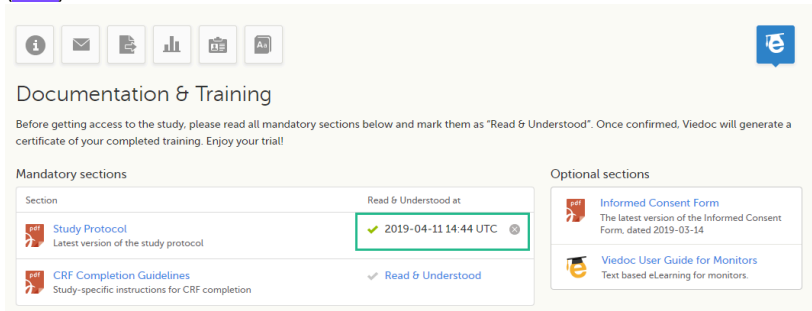 Aa
Documentation & Training
Before getting access to the study, please read all mandatory sections below and mark them as "Read & Understood". Once confirmed, Viedoc will generate a
certificate of your completed training. Enjoy your trial!
Mandatory sections
Section Read & Understood at
pdf Study Protocol
Latest version of the study protocol
2019-04-11 14:44 UTC
pdf CRF Completion Guidelines
Study-specific instructions for CRF completion
Read & Understood
Optional sections
pdf Informed Consent Form
The latest version of the Informed Consent
Form, dated 2019-03-14
Viedoc User Guide for Monitors
Text based eLearning for monitors.